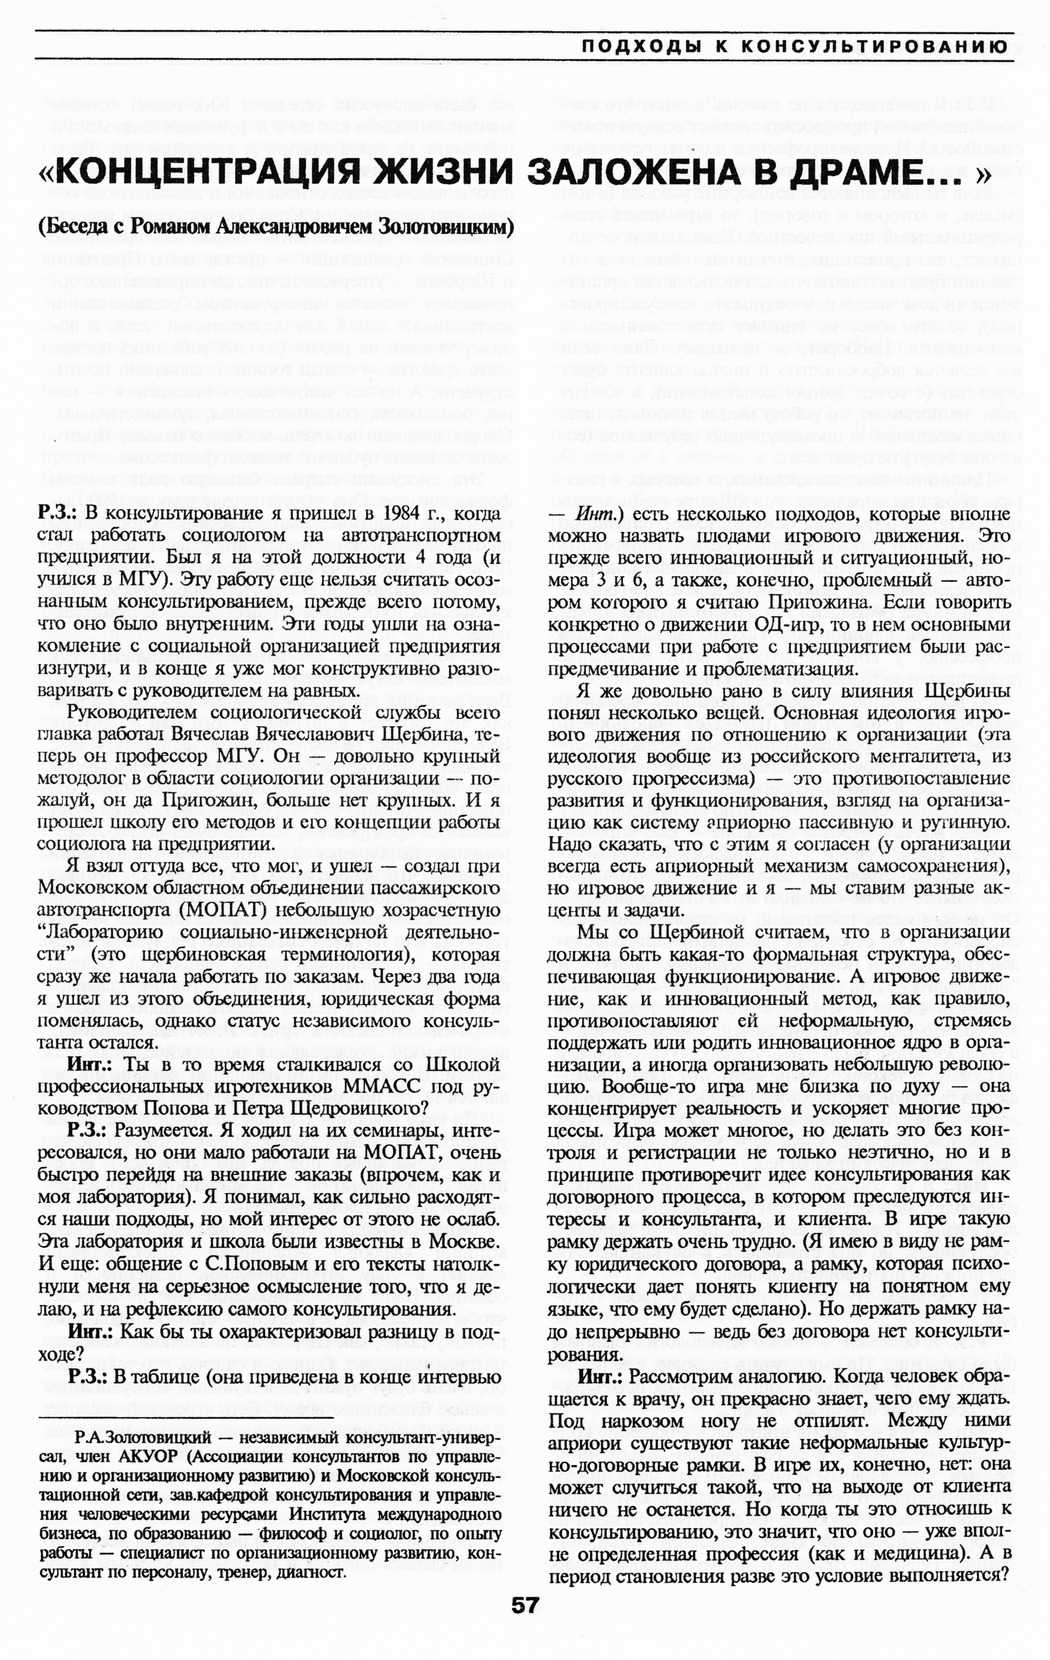 ПОДХОДЫ К КОНСУЛЬТИРОВАНИЮ
«КОНЦЕНТРАЦИЯ ЖИЗНИ ЗАЛОЖЕНА В ДРАМЕ... »
(Беседа с Романом Александровичем Золотовицким)
Р.З.: В консультирование я пришел в 1984 г., когда
стал работать социологом на автотранспортном
предприятии. Был я на этой должности 4 года (и
учился в МГУ). Эту работу еще нельзя считать осоз-
нанным консультированием, прежде всего потому,
что оно было внутренним. Эти годы ушли на озна-
комление с социальной организацией предприятия
изнутри, и в конце я уже мог конструктивно разго-
варивать с руководителем на равных.
Руководителем социологической службы всего
главка работал Вячеслав Вячеславович Щербина, те-
перь он профессор МГУ. Он — довольно крупный
методолог в области социологии организации — по-
жалуй, он да Пригожин, больше нет крупных. И я
прошел школу его методов и его концепции работы
социолога на предприятии.
Я взял оттуда все, что мог, и ушел — создал при
Московском областном объединении пассажирского
автотранспорта (МОПАТ) небольшую хозрасчетную
“Лабораторию социально-инженерной деятельно-
сти” (это щербиновская терминология), которая
сразу же начала работать по заказам. Через два года
я ушел из этого объединения, юридическая форма
поменялась, однако статус независимого консуль-
танта остался.
Инт.: Ты в то время сталкивался со Школой
профессиональных игротехников ММАСС под ру-
ководством Попова и Петра Щедровицкого?
Р.З.: Разумеется. Я ходил на их семинары, инте-
ресовался, но они мало работали на МОПАТ, очень
быстро перейдя на внешние заказы (впрочем, как и
моя лаборатория). Я понимал, как сильно расходят-
ся наши подходы, но мой интерес от этого не ослаб.
Эта лаборатория и школа были известны в Москве.
И еще: общение с С.Поповым и его тексты натолк-
нули меня на серьезное осмысление того, что я де-
лаю, и на рефлексию самого консультирования.
Инт.: Как бы ты охарактеризовал разницу в под-
ходе?
Р.З.: В таблице (она приведена в конце интервью
Р.А.Золотовицкий — независимый консультант-универ-
сал, член АКУОР (Ассоциации консультантов по управле-
нию и организационному развитию) и Московской консуль-
тационной сети, зав.кафедрой консультирования и управле-
ния человеческими ресурсами Института международного
бизнеса, по образованию — философ и социолог, по опыту
работы — специалист по организационному развитию, кон-
сультант по персоналу, тренер, диагност.
— Инт.) есть несколько подходов, которые вполне
можно назвать плодами игрового движения. Это
прежде всего инновационный и ситуационный, но-
мера 3 и 6, а также, конечно, проблемный — авто-
ром которого я считаю Пригожина. Если говорить
конкретно о движении ОД-игр, то в нем основными
процессами при работе с предприятием были рас-
предмечивание и проблематизация.
Я же довольно рано в силу влияния Щербины
понял несколько вещей. Основная идеология игро-
вого движения по отношению к организации (эта
идеология вообще из российского менталитета, из
русского прогрессизма) — это противопоставление
развития и функционирования, взгляд на организа-
цию как систему априорно пассивную и рутинную.
Надо сказать, что с этим я согласен (у организации
всегда есть априорный механизм самосохранения),
но игровое движение и я — мы ставим разные ак-
центы и задачи.
Мы со Щербиной считаем, что в организации
должна быть какая-то формальная структура, обес-
печивающая функционирование. А игровое движе-
ние, как и инновационный метод, как правило,
противопоставляют ей неформальную, стремясь
поддержать или родить инновационное ядро в орга-
низации, а иногда организовать небольшую револю-
цию. Вообще-то игра мне близка по духу — она
концентрирует реальность и ускоряет многие про-
цессы. Игра может многое, но делать это без кон-
троля и регистрации не только неэтично, но и в
принципе противоречит идее консультирования как
договорного процесса, в котором преследуются ин-
тересы и консультанта, и клиента. В игре такую
рамку держать очень трудно. (Я имею в виду не рам-
ку юридического договора, а рамку, которая психо-
логически дает понять клиенту на понятном ему
языке, что ему будет сделано). Но держать рамку на-
до непрерывно — ведь без договора нет консульти-
рования.
Инт.: Рассмотрим аналогию. Когда человек обра-
щается к врачу, он прекрасно знает, чего ему ждать.
Под наркозом ногу не отпилят. Между ними
априори существуют такие неформальные культур-
но-договорные рамки. В игре их, конечно, нет: она
может случиться такой, что на выходе от клиента
ничего не останется. Но когда ты это относишь к
консультированию, это значит, что оно — уже впол-
не определенная профессия (как и медицина). А в
период становления разве это условие выполняется?
57